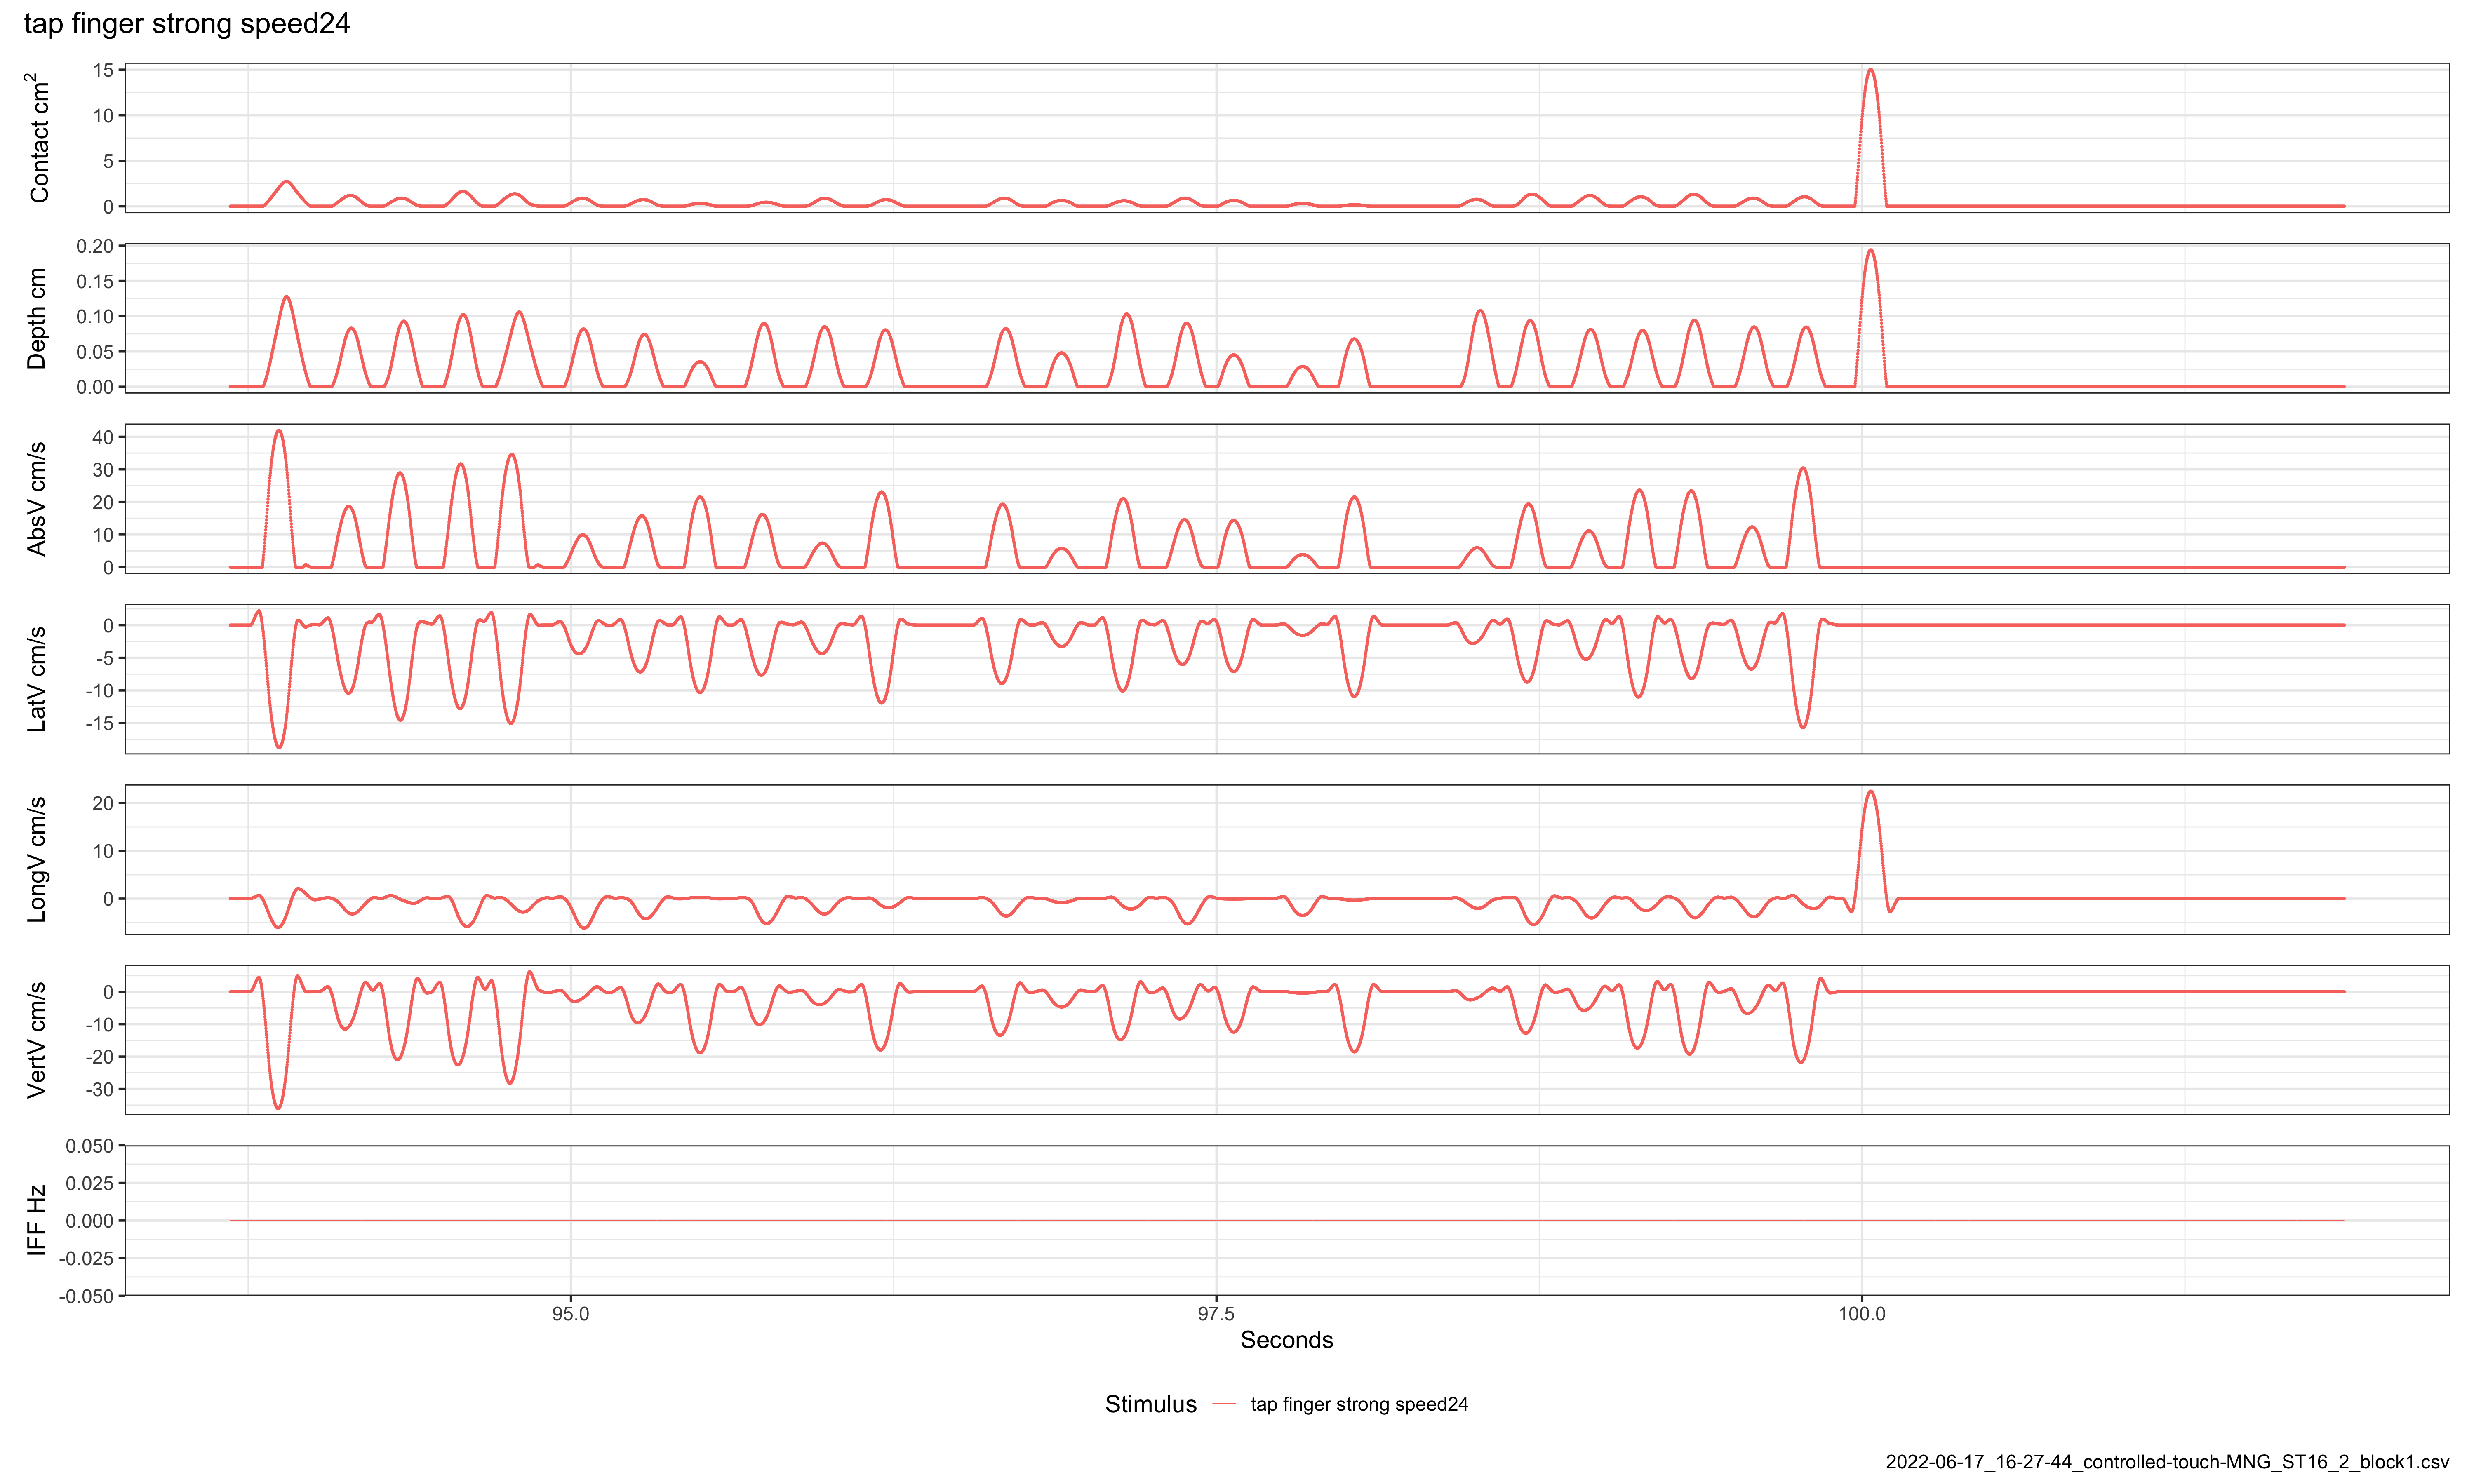 tap finger strong speed24
Contact cm²
15
10
5
0
Depth cm
0.20
0.15
0.10
0.05
0.00
AbsV cm/s
40
30
20
10
0
LatV cm/s
0
-5
-10
-15
LongV cm/s
20
10
0
VertV cm/s
0
-10
-20
-30
IFF Hz
0.050
0.025
0.000
-0.025
-0.050
95.0 97.5 100.0
Seconds
Stimulus tap finger strong speed24
2022-06-17_16-27-44_controlled-touch-MNG_ST16_2_block1.csv